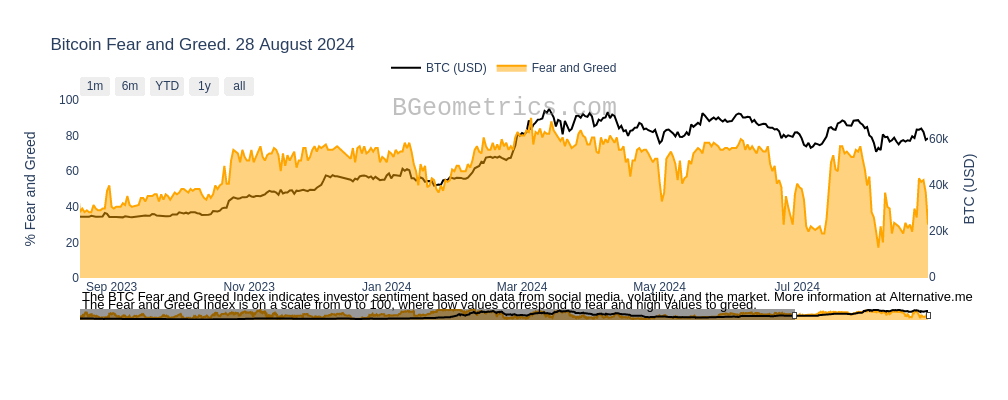 Bitcoin Fear and Greed. 28 August 2024
BTC (USD) Fear and Greed
1m 6m YTD 1y all
BGeometrics.com
100
80
60
40
20
0
% Fear and Greed
60k
40k
20k
0
BTC (USD)
Sep 2023 Nov 2023 Jan 2024 Mar 2024 May 2024 Jul 2024
The BTC Fear and Greed Index indicates investor sentiment based on data from social media, volatility, and the market. More information at Alternative.me
The Fear and Greed Index is on a scale from 0 to 100, where low values correspond to fear and high values to greed.